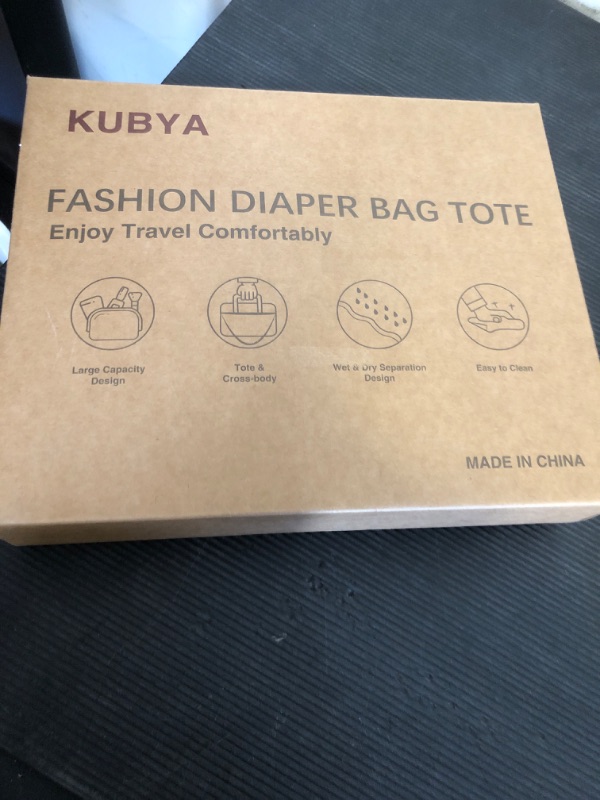 KUBYA
FASHION DIAPER BAG TOTE
Enjoy Travel Comfortably
Large Capacity
Design
Tote &
Cross-body
Wet & Dry Separation
Design
Easy to Clean
MADE IN CHINA